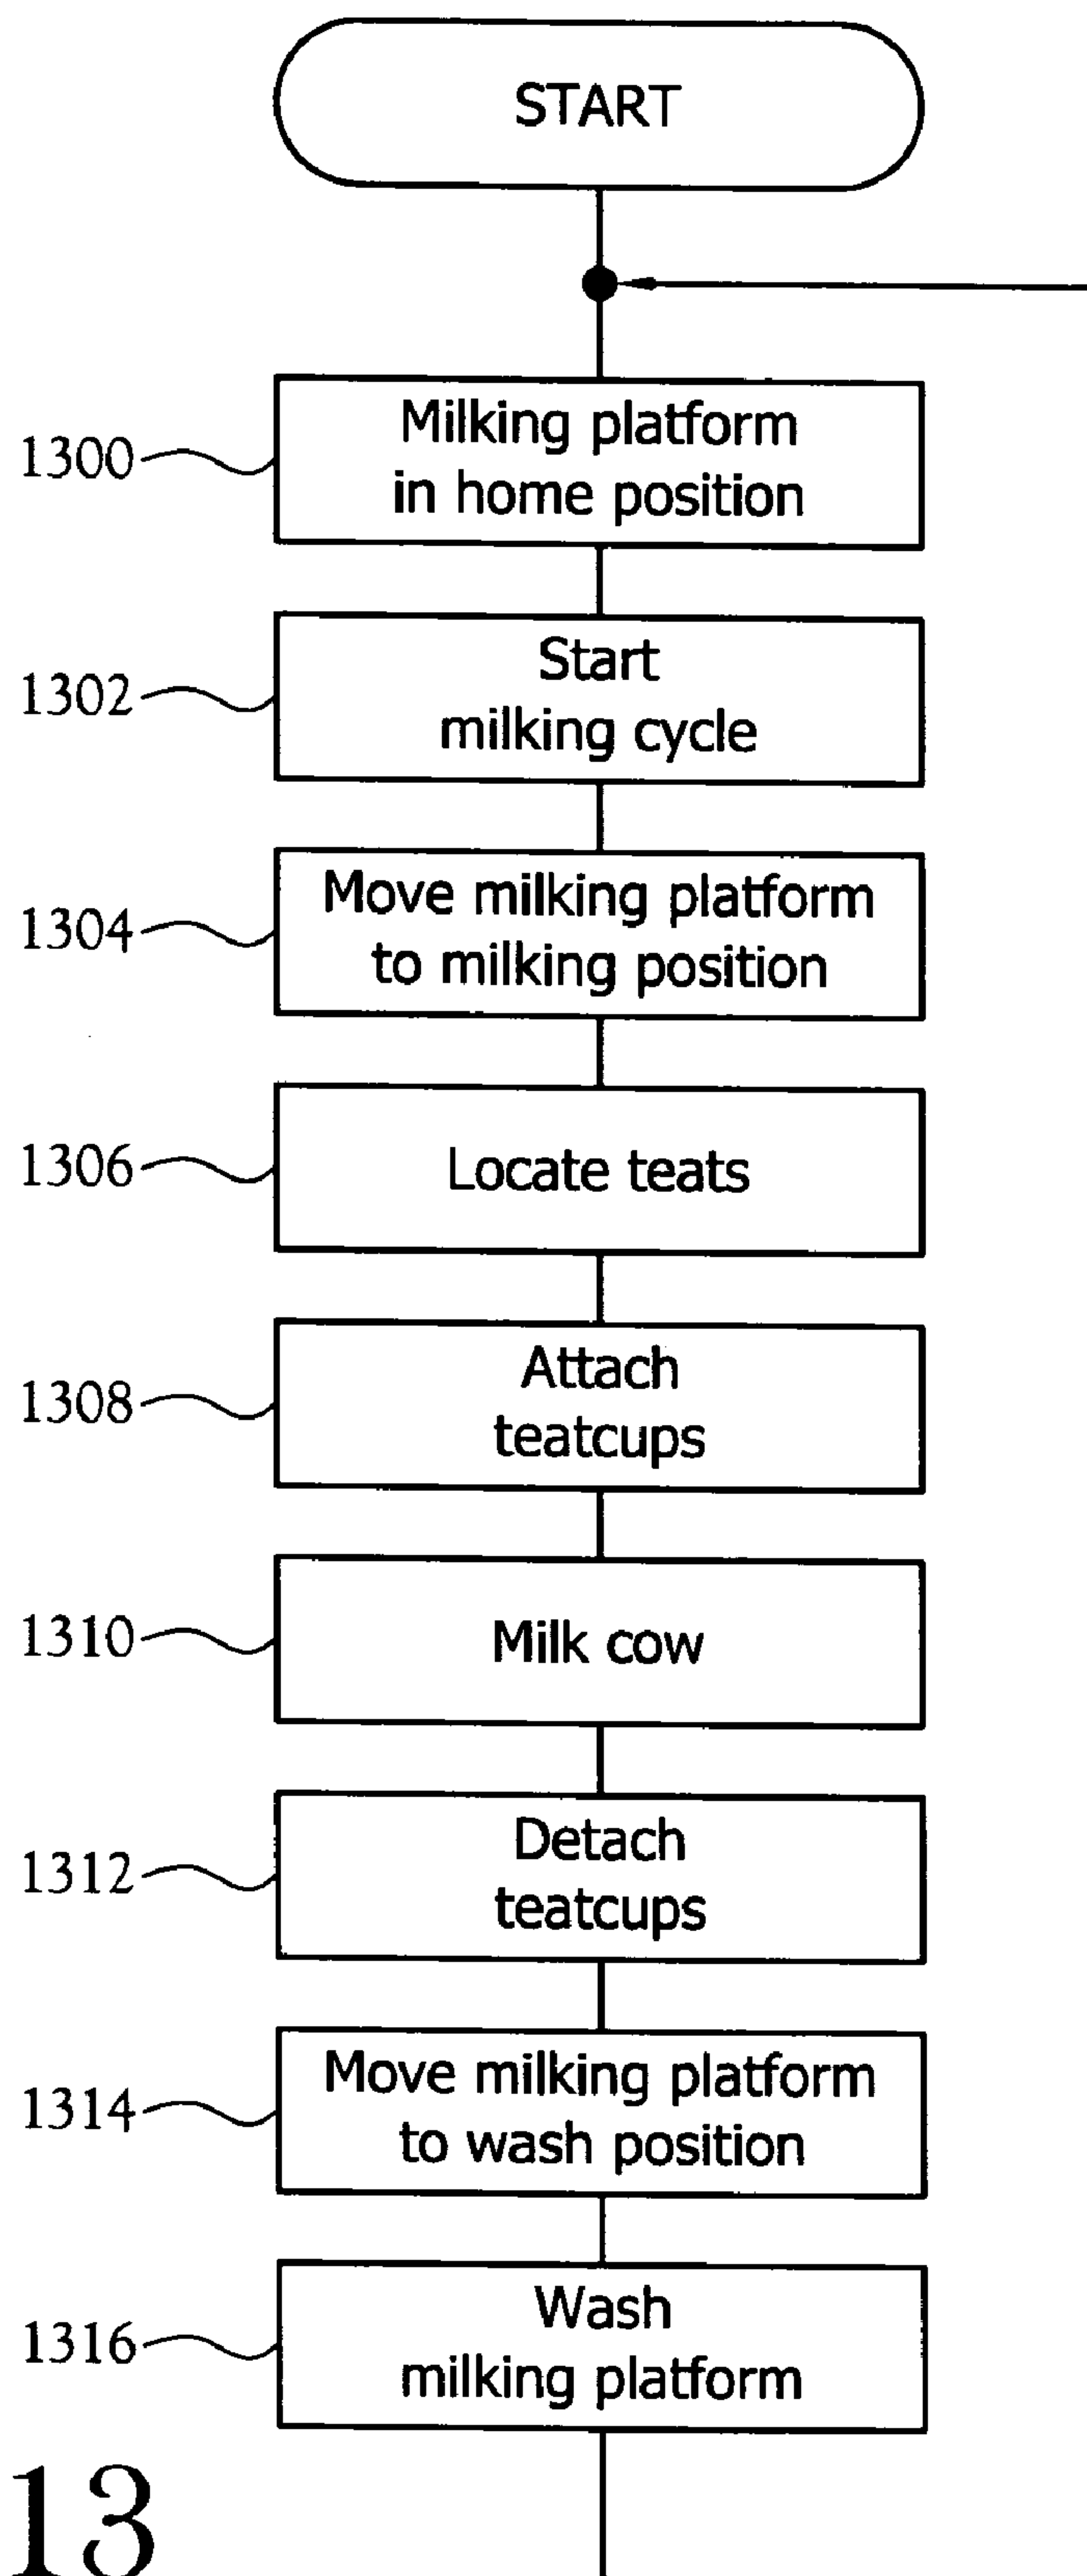 START
1300
Milking platform
in home position
1302
Start
milking cycle
1304
Move milking platform
to milking position
1306
Locate teats
1308
Attach
teatcups
1310
Milk cow
1312
Detach
teatcups
1314
Move milking platform
to wash position
1316
Wash
milking platform
13